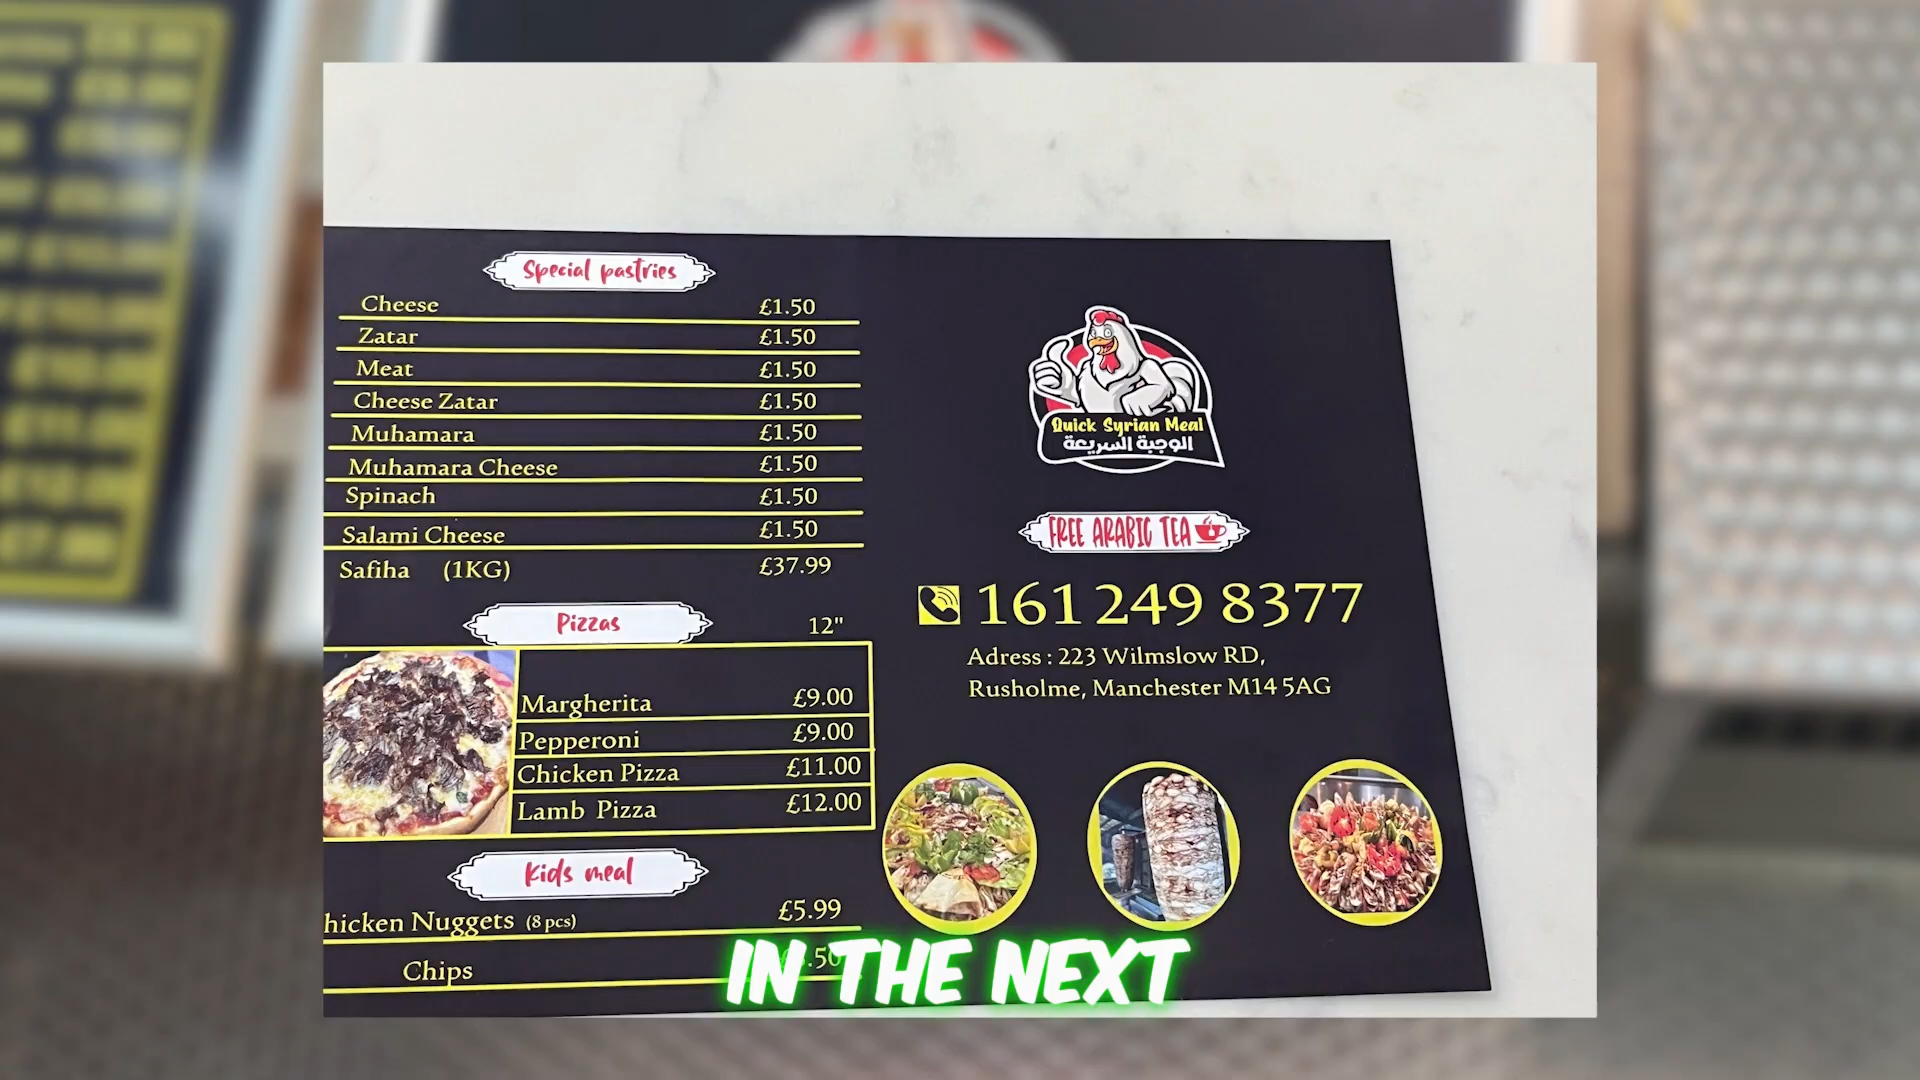 Special pastries
Cheese £1.50
Zatar £1.50
Meat £1.50
Cheese Zatar £1.50
Muhamara £1.50
Muhamara Cheese £1.50
Spinach £1.50
Salami Cheese £1.50
Safiha (1KG) £37.99
Pizzas 12"
Margherita £9.00
Pepperoni £9.00
Chicken Pizza £11.00
Lamb Pizza £12.00
Kids meal
hicken Nuggets (8 pcs) £5.99
Chips .50
Quick Syrian Meal
الوجبة السريعة
FREE ARABIC TEA
161 249 8377
Adress : 223 Wilmslow RD,
Rusholme, Manchester M14 5AG
IN THE NEXT